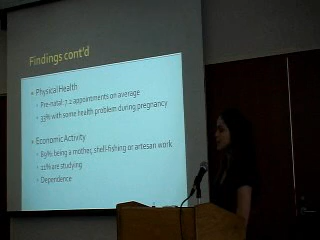 Findings cont'd
Physical Health
Pre-natal: 7.2 appointments on average
33% with some health problem during pregnancy
Economic Activity
89% being a mother, shell-fishing or artesan work
11% are studying
Dependence